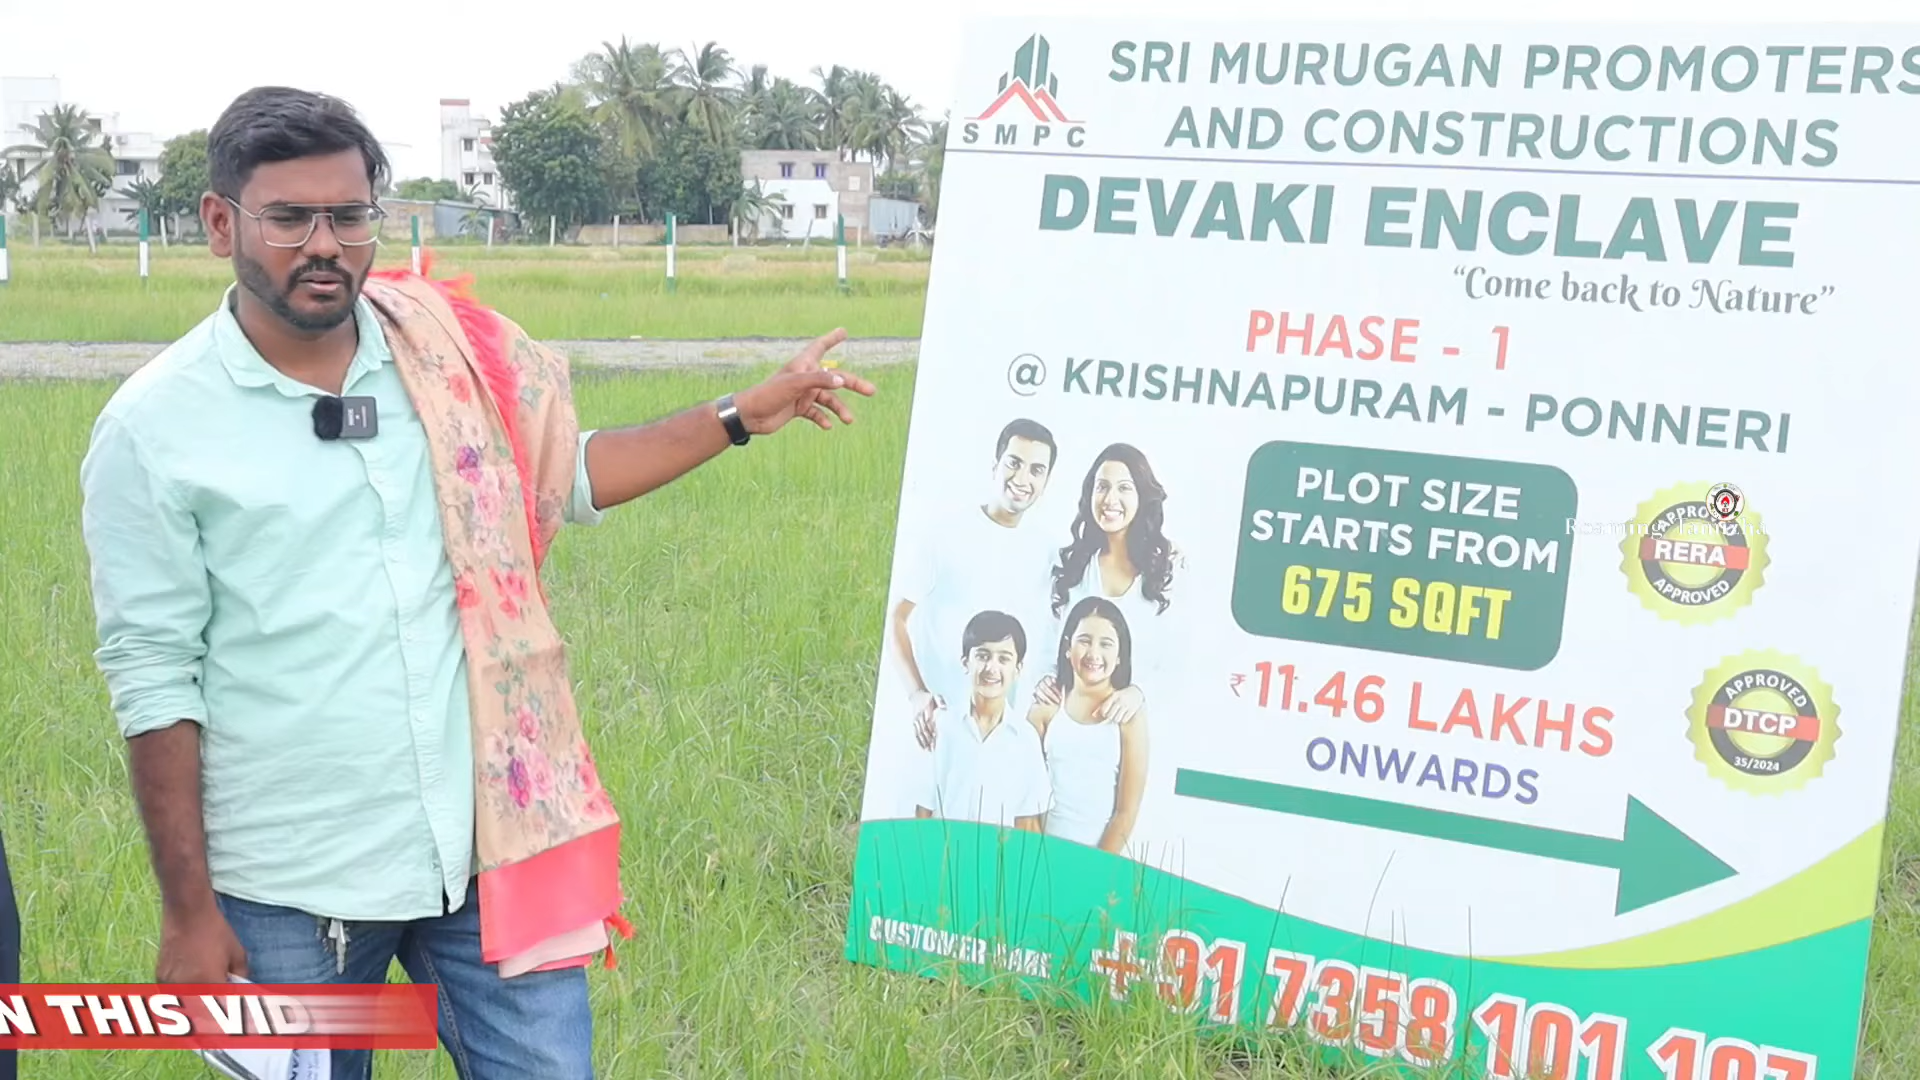 SRI MURUGAN PROMOTERS
AND CONSTRUCTIONS
SMPC
DEVAKI ENCLAVE
“Come back to Nature”
PHASE - 1
@ KRISHNAPURAM - PONNERI
PLOT SIZE
STARTS FROM
675 SQFT
RERA
APPROVED
Roaming Tamizha
₹ 11.46 LAKHS
ONWARDS
APPROVED
DTCP
35/2024
CUSTOMER CARE
+91 7358 101 107
N THIS VID